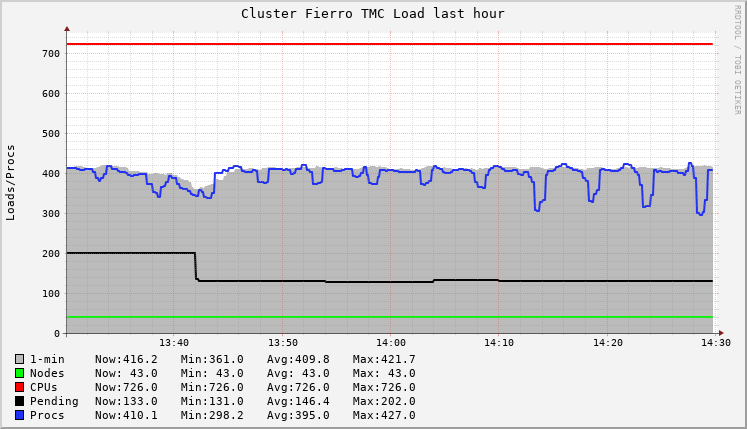 Cluster Fierro TMC Load last hour
RRDTOOL / TOBI OETIKER
Loads/Procs
700
600
500
400
300
200
100
0
13:40 13:50 14:00 14:10 14:20 14:30
1-min Now:416.2 Min:361.0 Avg:409.8 Max:421.7
Nodes Now: 43.0 Min: 43.0 Avg: 43.0 Max: 43.0
CPUs Now:726.0 Min:726.0 Avg:726.0 Max:726.0
Pending Now:133.0 Min:131.0 Avg:146.4 Max:202.0
Procs Now:410.1 Min:298.2 Avg:395.0 Max:427.0